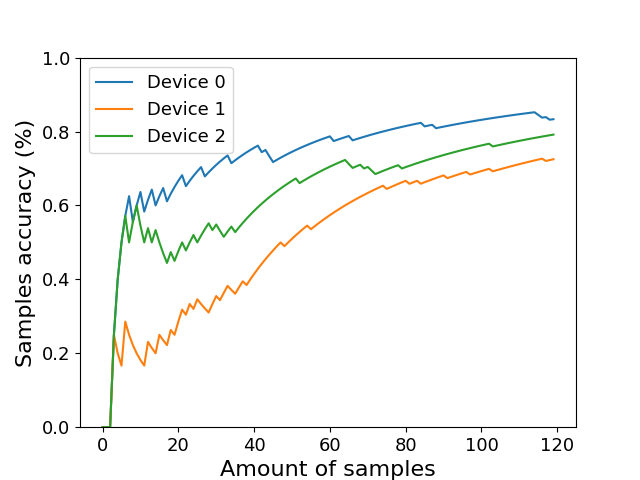 Device 0
Device 1
Device 2
Samples accuracy (%)
1.0
0.8
0.6
0.4
0.2
0.0
0 20 40 60 80 100 120
Amount of samples